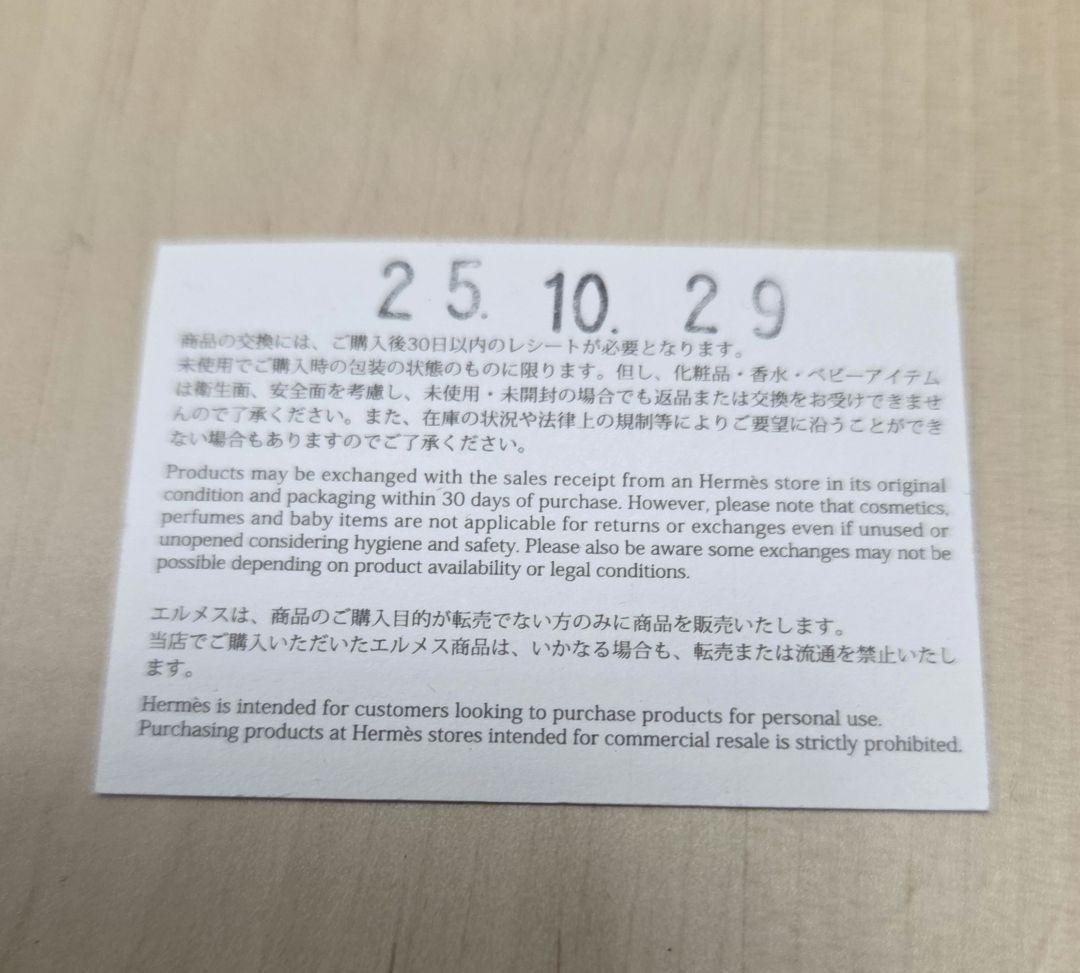 25. 10. 29
商品の交換には、ご購入後30日以内のレシートが必要となります。
未使用でご購入時の包装の状態のものに限ります。但し、化粧品・香水・ベビーアイテム
は衛生面、安全面を考慮し、未使用・未開封の場合でも返品または交換をお受けできませ
んので了承ください。また、在庫の状況や法律上の規制等によりご要望に沿うことができ
ない場合もありますのでご了承ください。
Products may be exchanged with the sales receipt from an Hermès store in its original
condition and packaging within 30 days of purchase. However, please note that cosmetics,
perfumes and baby items are not applicable for returns or exchanges even if unused or
unopened considering hygiene and safety. Please also be aware some exchanges may not be
possible depending on product availability or legal conditions.
エルメスは、商品のご購入目的が転売でない方のみに商品を販売いたします。
当店でご購入いただいたエルメス商品は、いかなる場合も、転売または流通を禁止いたし
ます。
Hermès is intended for customers looking to purchase products for personal use.
Purchasing products at Hermès stores intended for commercial resale is strictly prohibited.